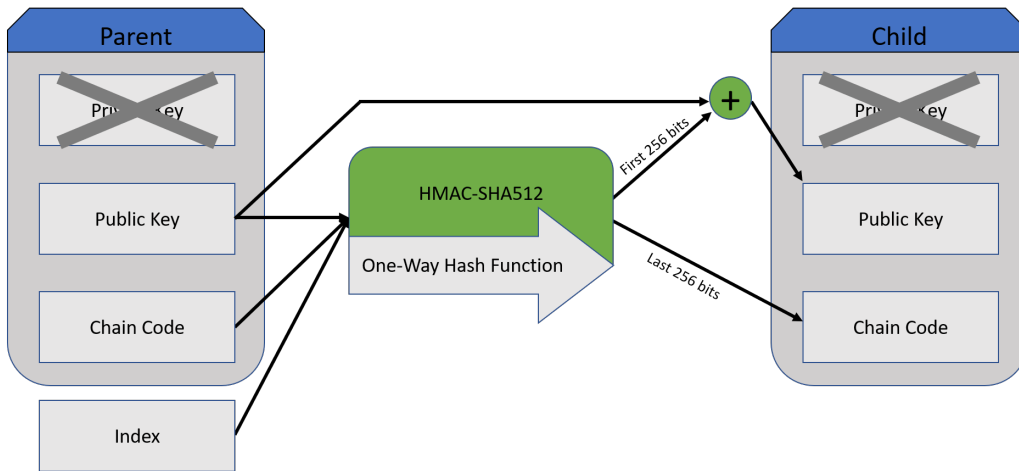 Parent
Child
Public Key
Chain Code
Index
HMAC-SHA512
One-Way Hash Function
First 256 bits
Last 256 bits
Public Key
Chain Code